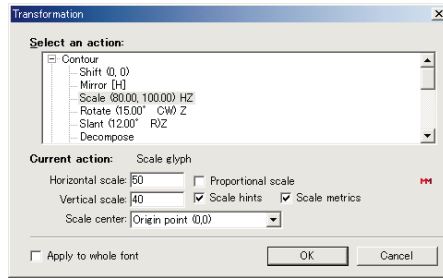 Transformation
Select an action:
Contour
Shift (0, 0)
Mirror [H]
Scale (80.00, 100.00) HZ
Rotate (15.00° CW) Z
Slant (12.00° R)Z
Decompose
Current action: Scale glyph
Horizontal scale: 50 Proportional scale
Vertical scale: 40 Scale hints Scale metrics
Scale center: Origin point (0,0)
Apply to whole font OK Cancel